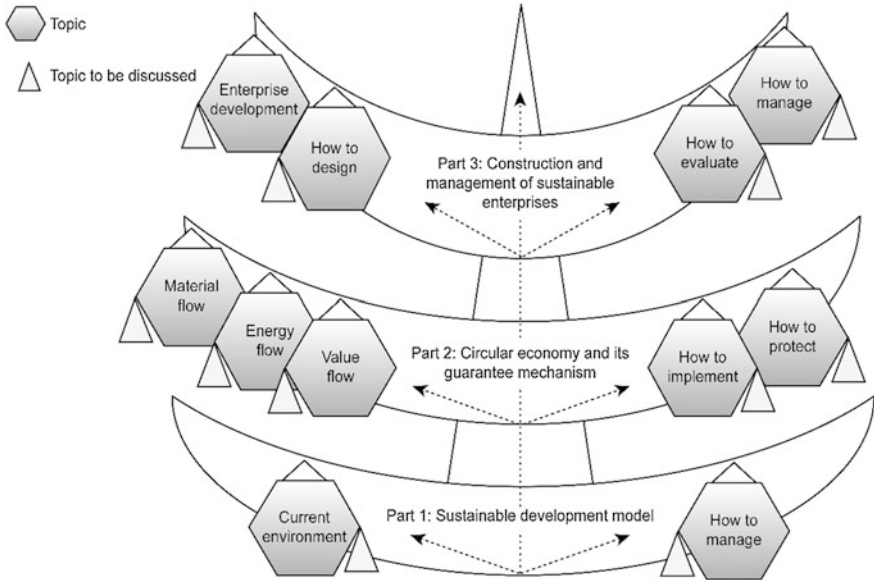 Topic
Topic to be discussed
Enterprise
development
How to
design
Part 3: Construction and
management of sustainable
enterprises
How to
evaluate
How to
manage
Material
flow
Energy
flow
Value
flow
Part 2: Circular economy and its
guarantee mechanism
How to
implement
How to
protect
Current
environment
Part 1: Sustainable development model
How to
manage